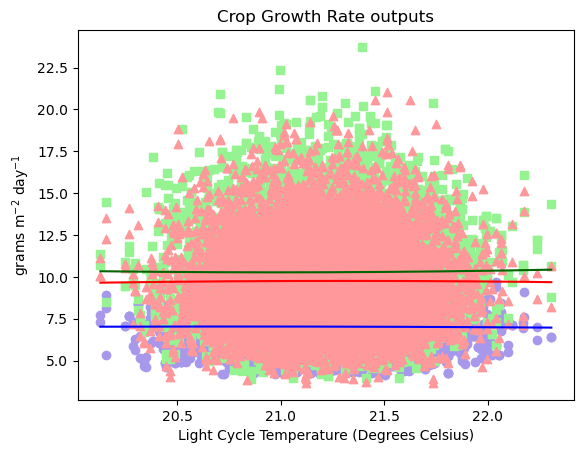 Crop Growth Rate outputs
grams m⁻² day⁻¹
22.5
20.0
17.5
15.0
12.5
10.0
7.5
5.0
20.5 21.0 21.5 22.0
Light Cycle Temperature (Degrees Celsius)